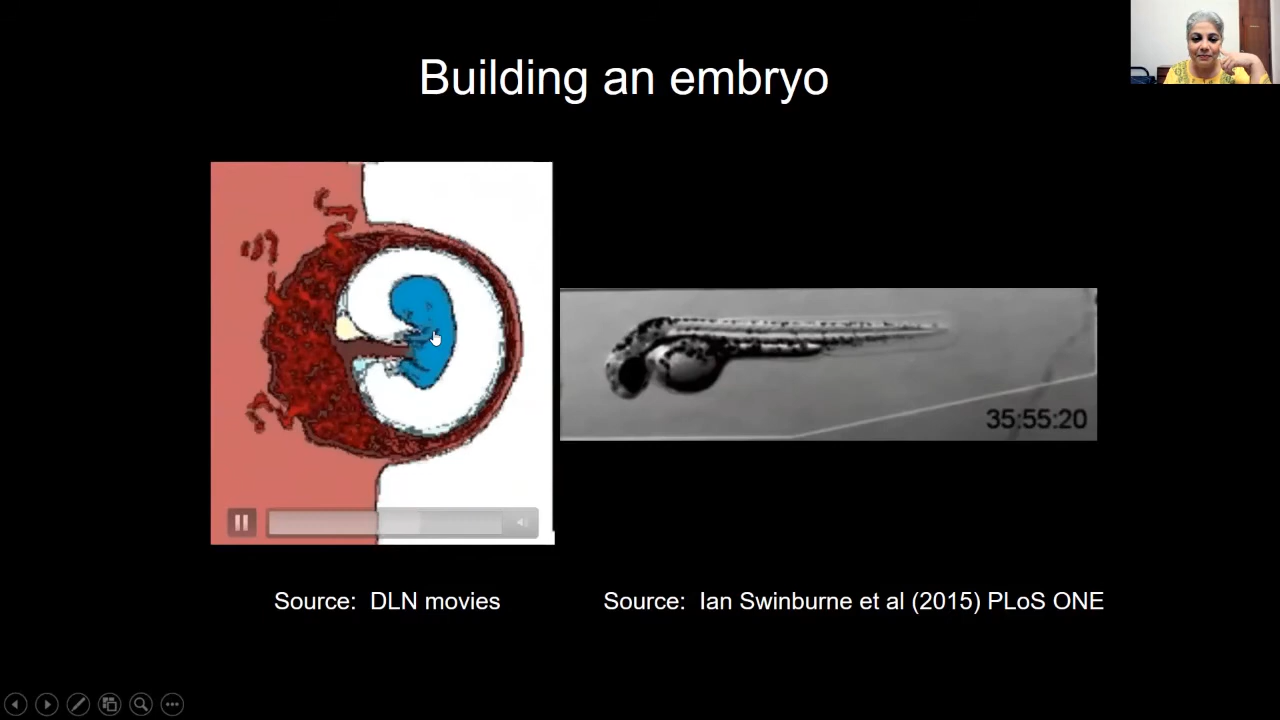 Building an embryo
35:55:20
Source:  DLN movies
Source:  Ian Swinburne et al (2015) PLoS ONE